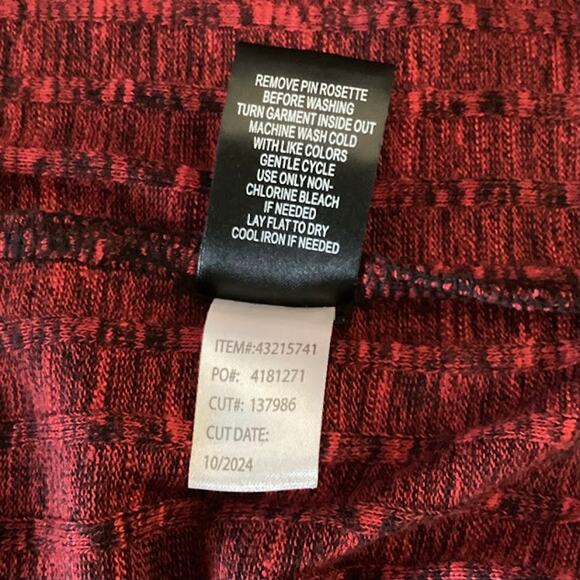 REMOVE PIN ROSETTE
BEFORE WASHING
TURN GARMENT INSIDE OUT
MACHINE WASH COLD
WITH LIKE COLORS
GENTLE CYCLE
USE ONLY NON-
CHLORINE BLEACH
IF NEEDED
LAY FLAT TO DRY
COOL IRON IF NEEDED
ITEM#:43215741
PO#: 4181271
CUT#: 137986
CUT DATE:
10/2024